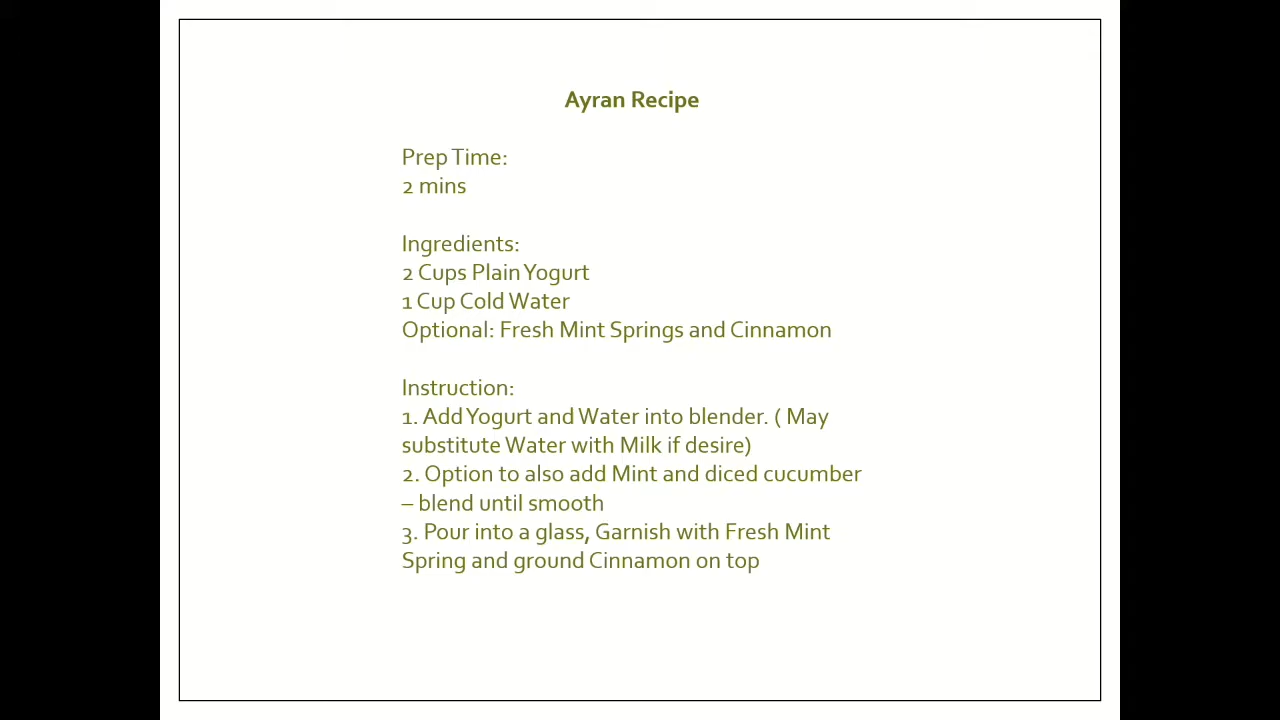 Ayran Recipe
Prep Time:
2 mins
Ingredients:
2 Cups Plain Yogurt
1 Cup Cold Water
Optional: Fresh Mint Springs and Cinnamon
Instruction:
1. Add Yogurt and Water into blender. ( May
substitute Water with Milk if desire)
2. Option to also add Mint and diced cucumber
– blend until smooth
3. Pour into a glass, Garnish with Fresh Mint
Spring and ground Cinnamon on top